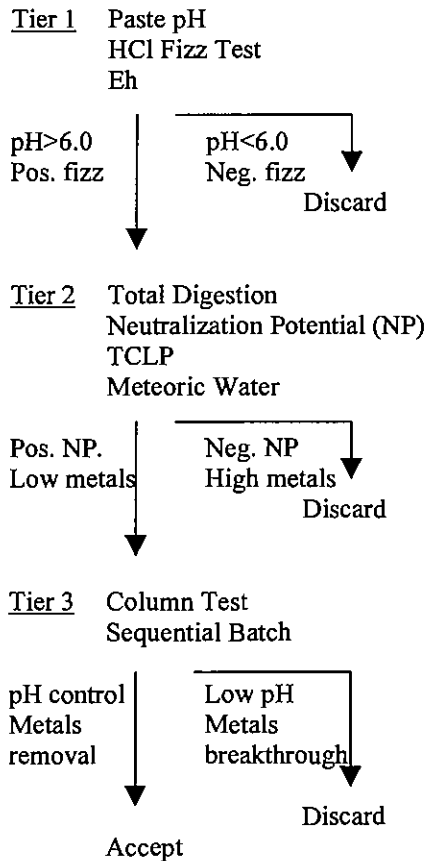 Tier 1 Paste pH
HCl Fizz Test
Eh
pH>6.0 pH<6.0
Pos. fizz Neg. fizz
Discard
Tier 2 Total Digestion
Neutralization Potential (NP)
TCLP
Meteoric Water
Pos. NP. Neg. NP
Low metals High metals
Discard
Tier 3 Column Test
Sequential Batch
pH control Low pH
Metals Metals
removal breakthrough
Discard
Accept